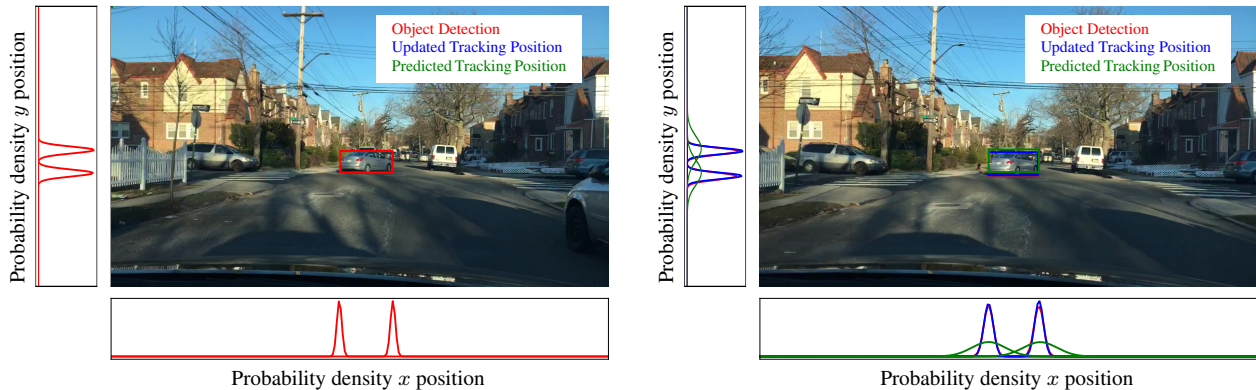 Probability density y position
Object Detection
Updated Tracking Position
Predicted Tracking Position
Probability density x position
Probability density y position
Object Detection
Updated Tracking Position
Predicted Tracking Position
Probability density x position